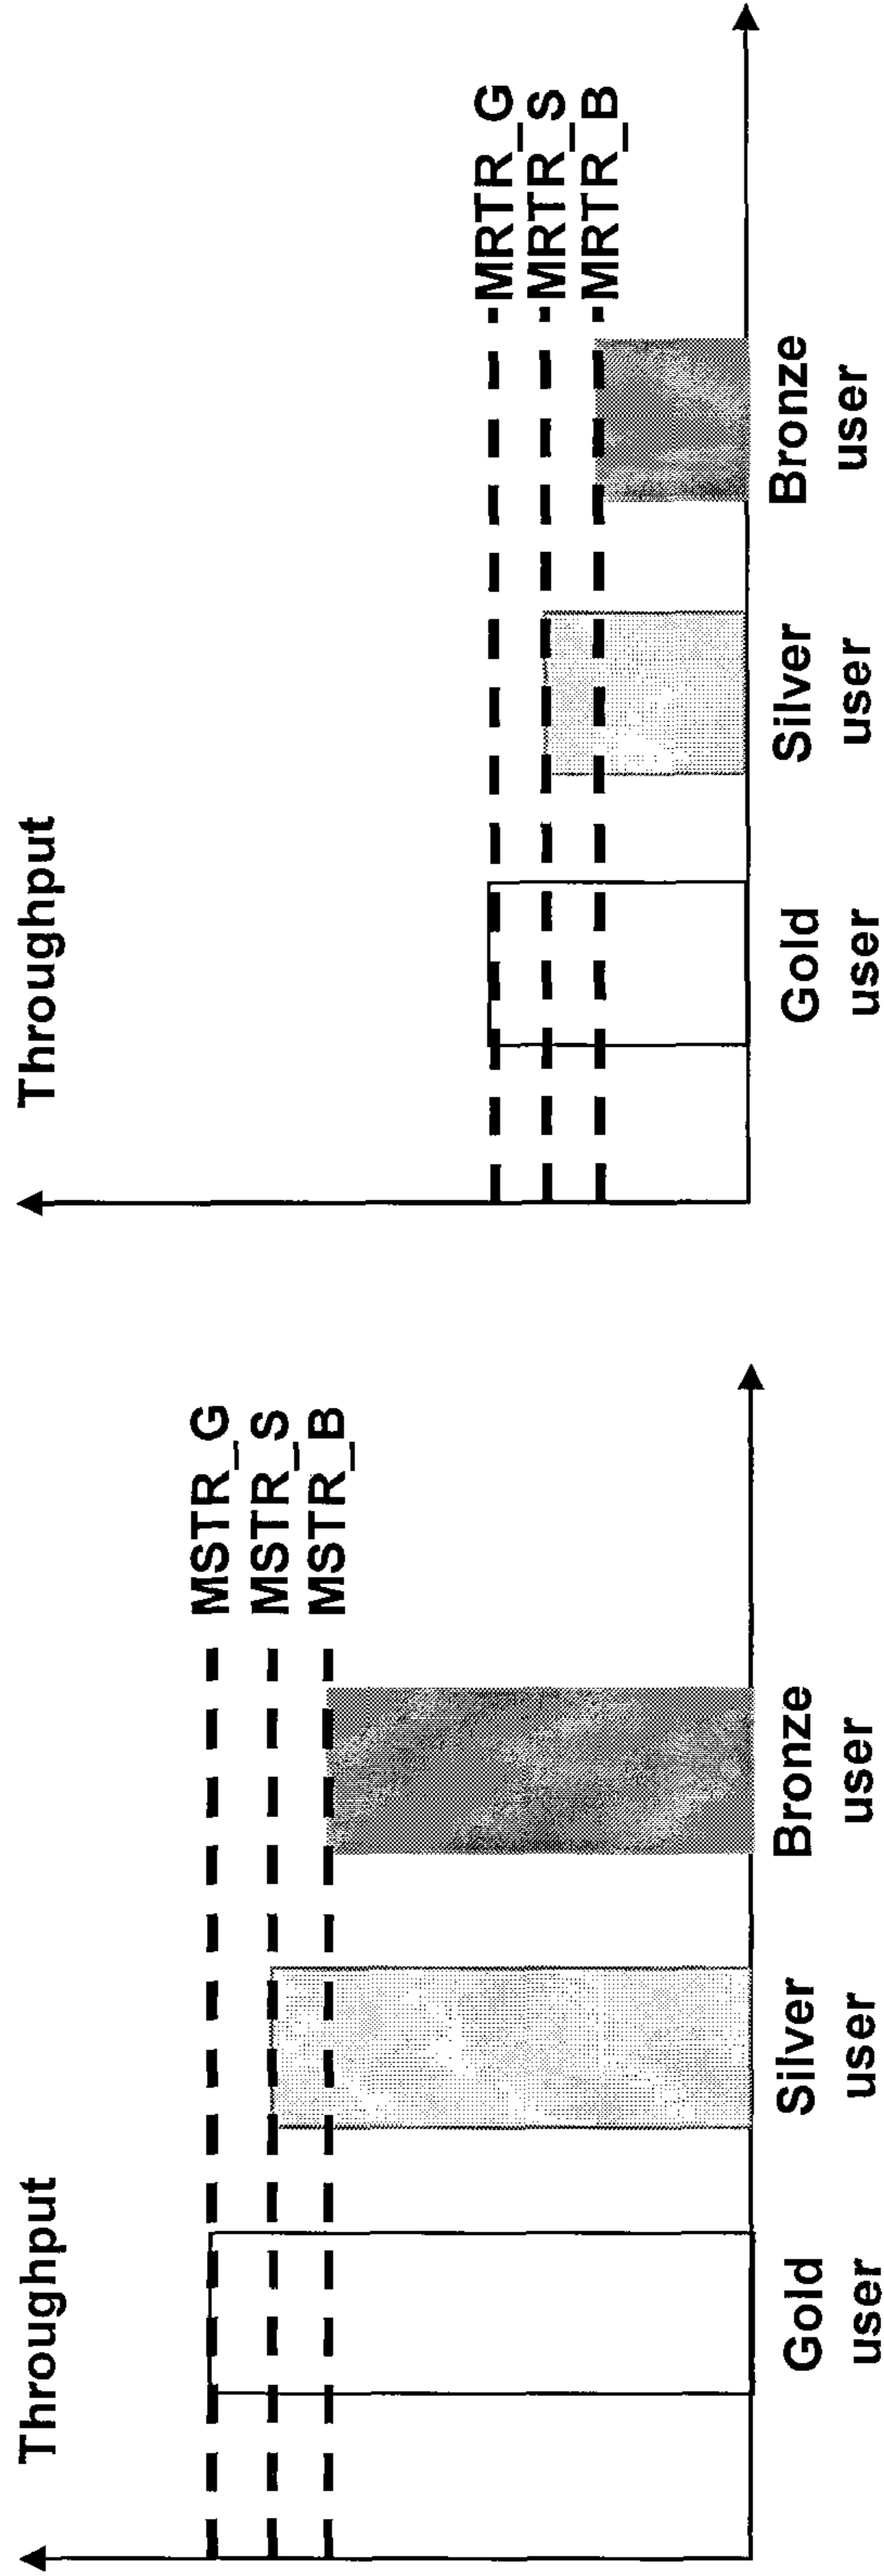 Throughput
MSTR_G
MSTR_S
MSTR_B
Gold
user
Silver
user
Bronze
user
Throughput
MRTR_G
MRTR_S
MRTR_B
Gold
user
Silver
user
Bronze
user